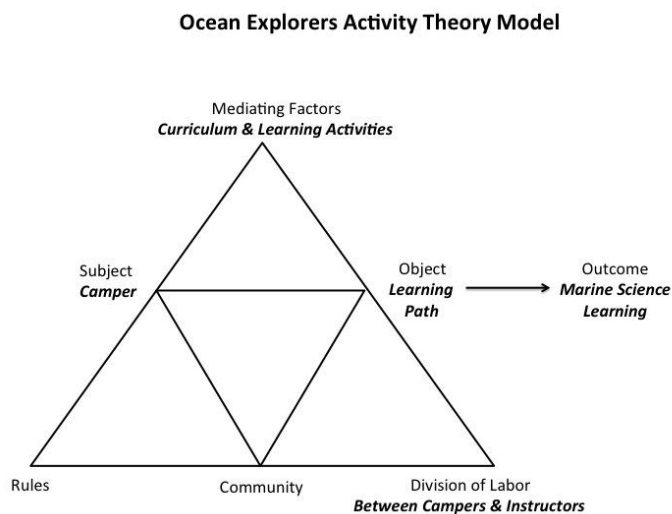 Ocean Explorers Activity Theory Model
Mediating Factors
Curriculum & Learning Activities
Subject
Camper
Object
Learning
Path
Outcome
Marine Science
Learning
Rules
Community
Division of Labor
Between Campers & Instructors